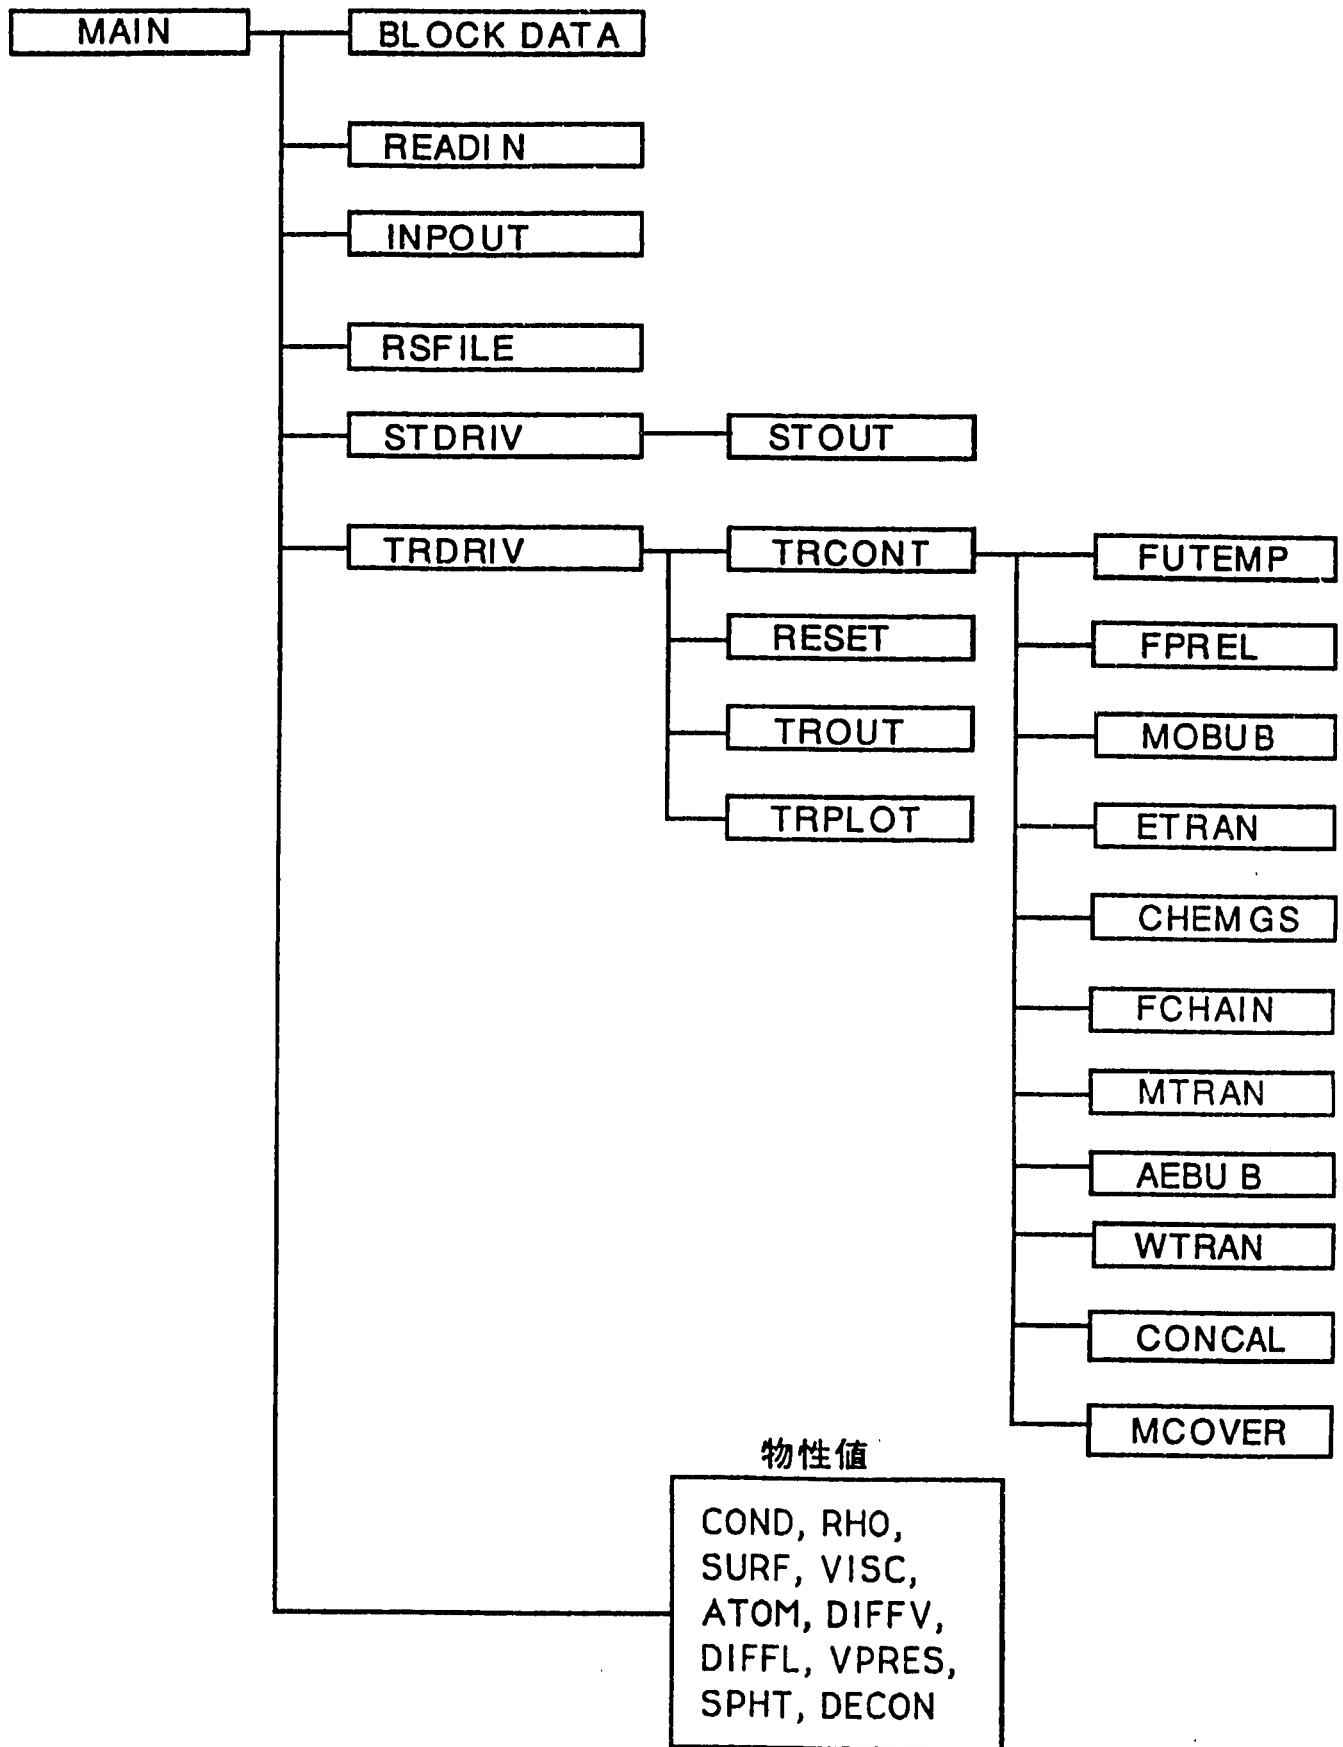 MAIN
BLOCK DATA
READIN
INPOUT
RSFILE
STDRIV
STOUT
TRDRIV
TRCONT
FUTEMP
RESET
FPREL
TROUT
MOBUB
TRPLOT
ETRAN
CHEMGS
FCHAIN
MTRAN
AEBUB
WTRAN
CONCAL
MCOVER
物性値
COND, RHO,
SURF, VISC,
ATOM, DIFFV,
DIFFL, VPRES,
SPHT, DECON